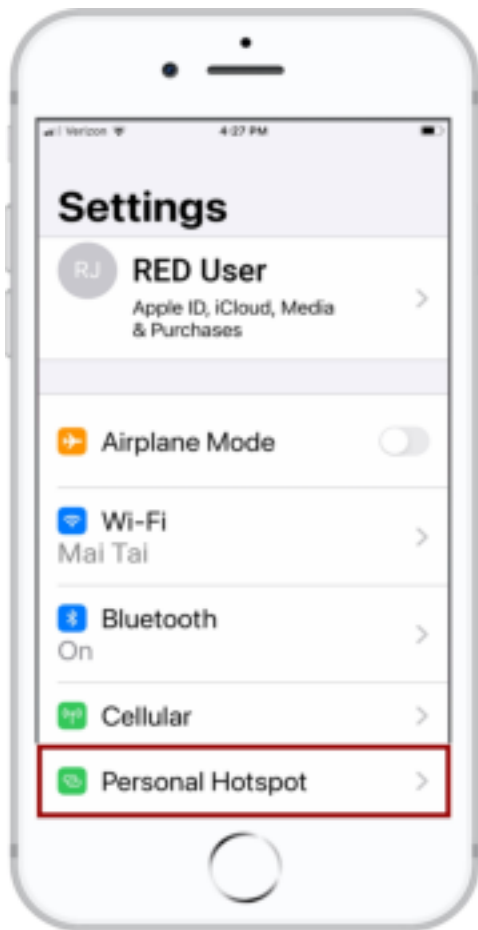 Verizon 4:27 PM
Settings
RJ RED User
Apple ID, iCloud, Media
& Purchases
Airplane Mode
Wi-Fi
Mai Tai
Bluetooth
On
Cellular
Personal Hotspot